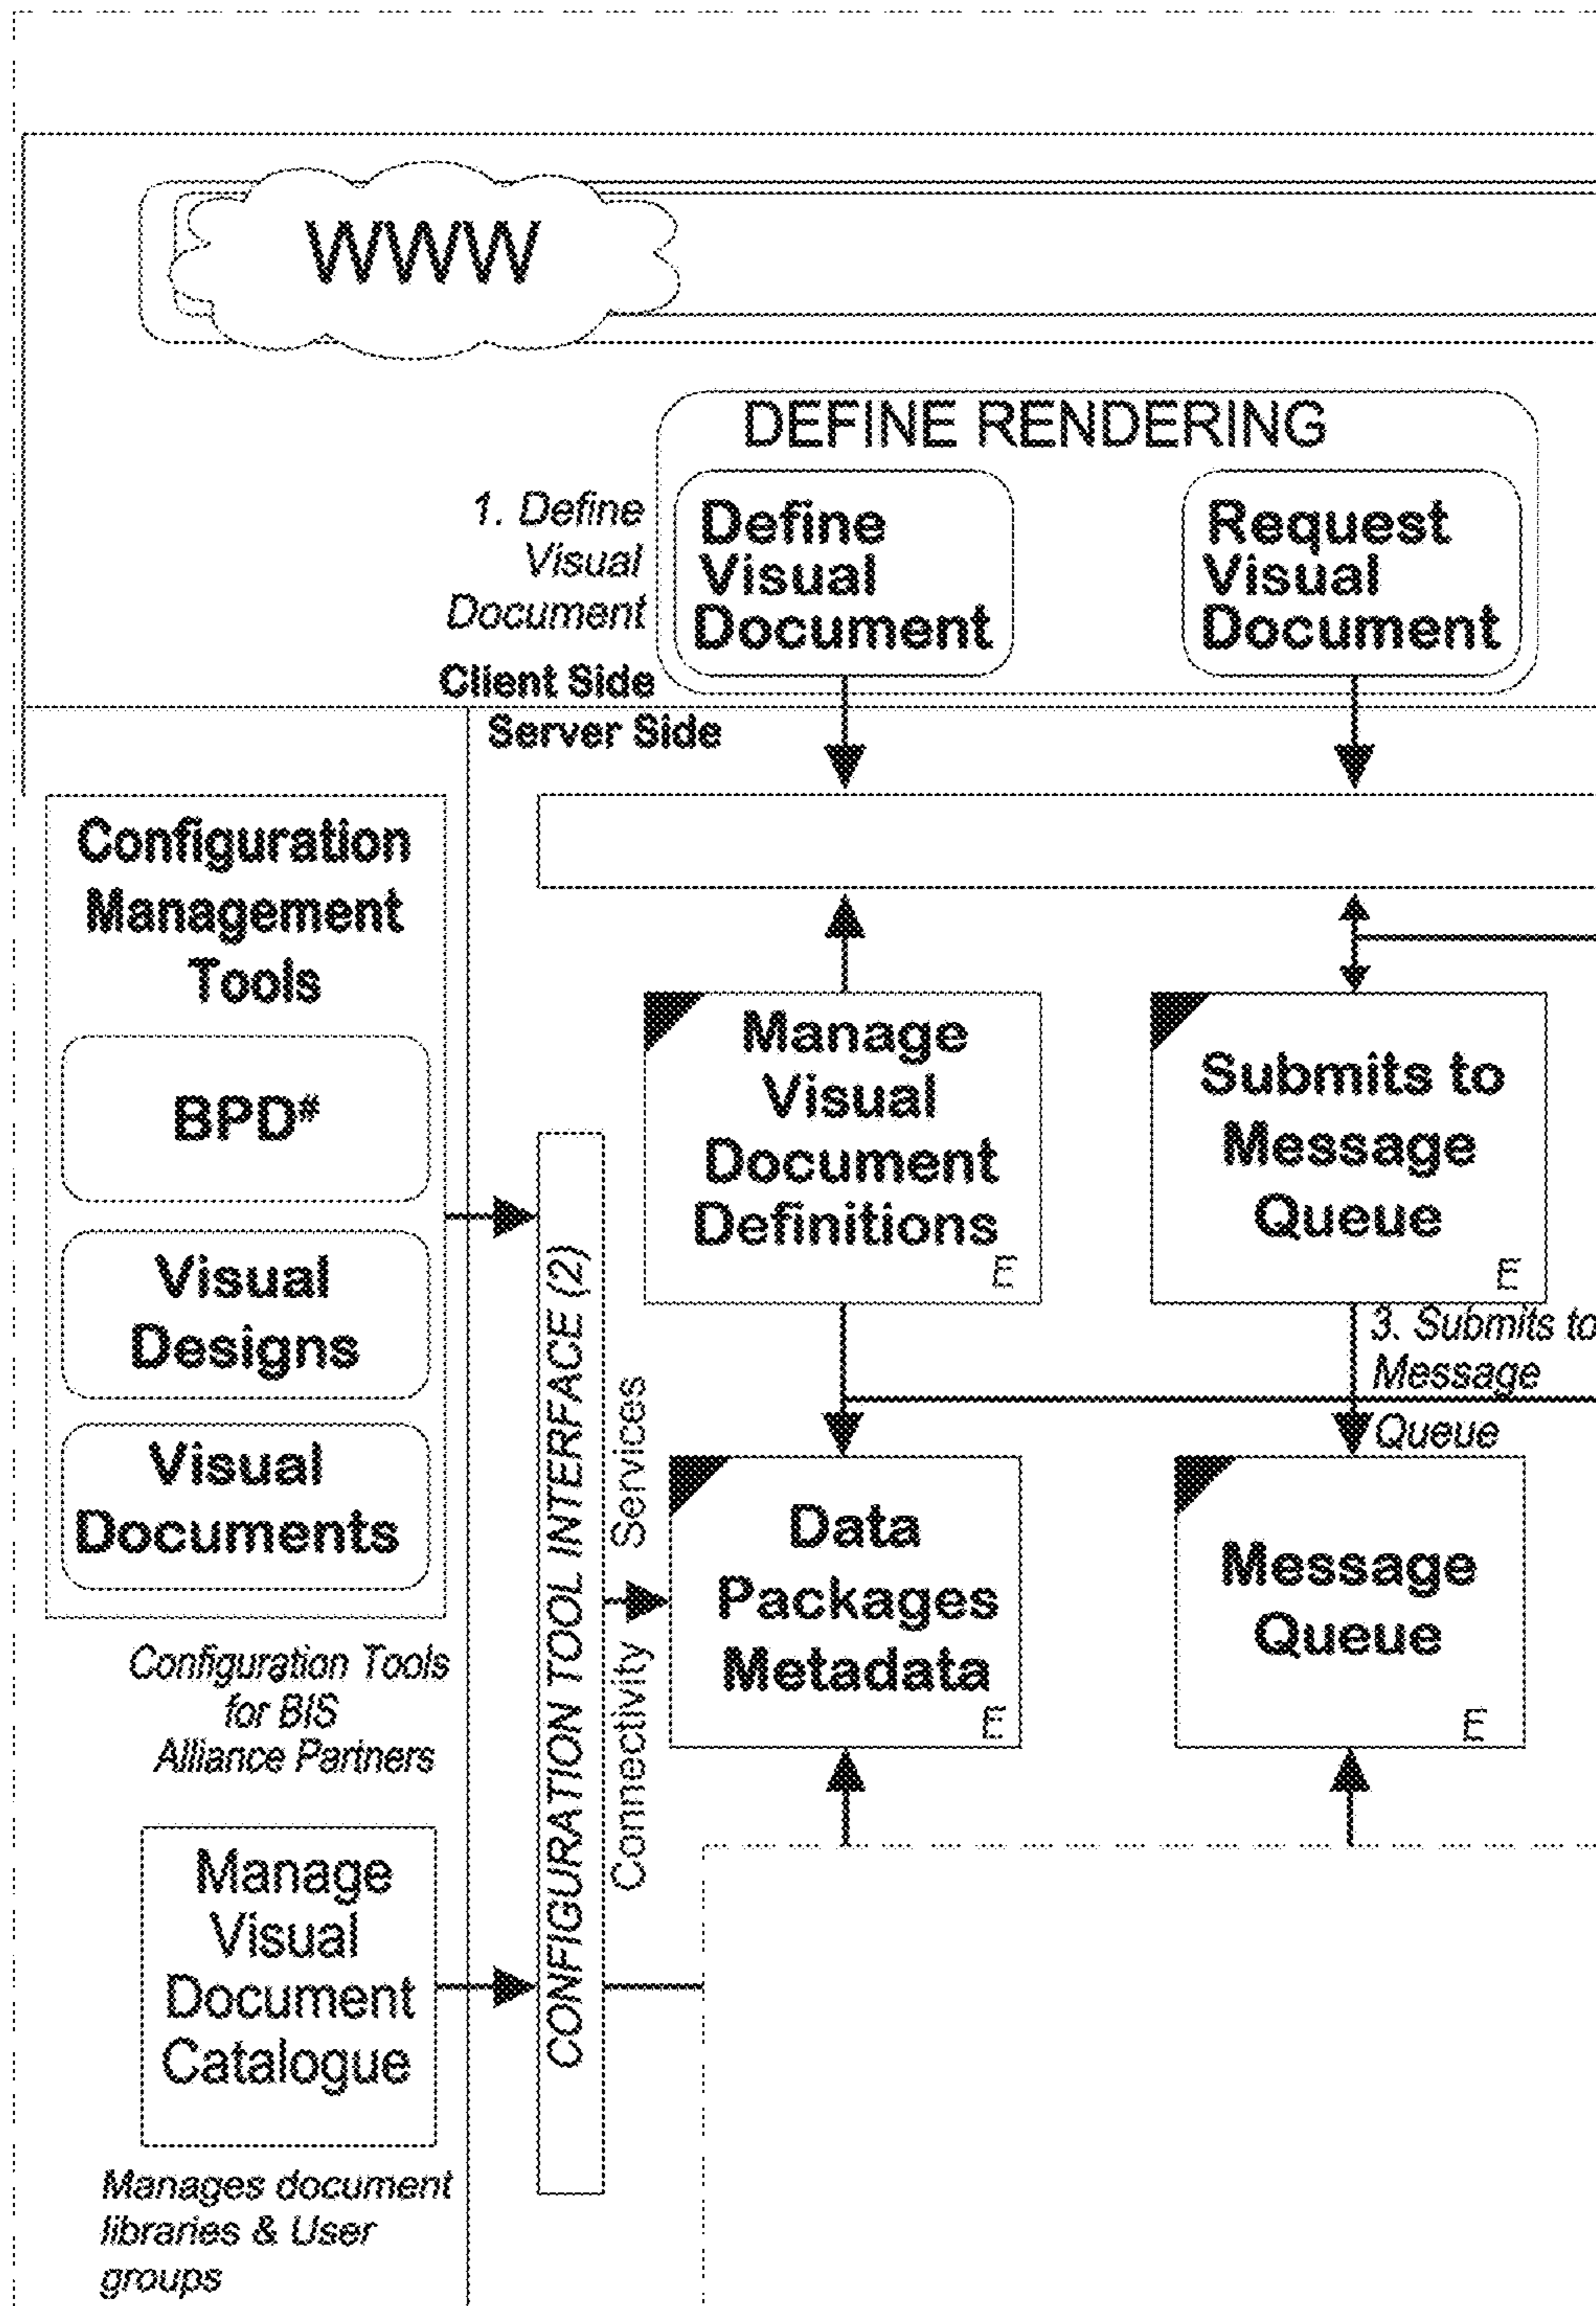 WWW
DEFINE RENDERING
1. Define
Visual
Document
Define
Visual
Document
Request
Visual
Document
Client Side
Server Side
Configuration
Management
Tools
BPD#
Visual
Designs
Visual
Documents
Configuration Tools
for BIS
Alliance Partners
Manage
Visual
Document
Catalogue
Manages document
libraries & User
groups
CONFIGURATION TOOL INTERFACE (2)
Connectivity Services
Manage
Visual
Document
Definitions
E
Submits to
Message
Queue
E
3. Submits to
Message
Queue
Data
Packages
Metadata
E
Message
Queue
E